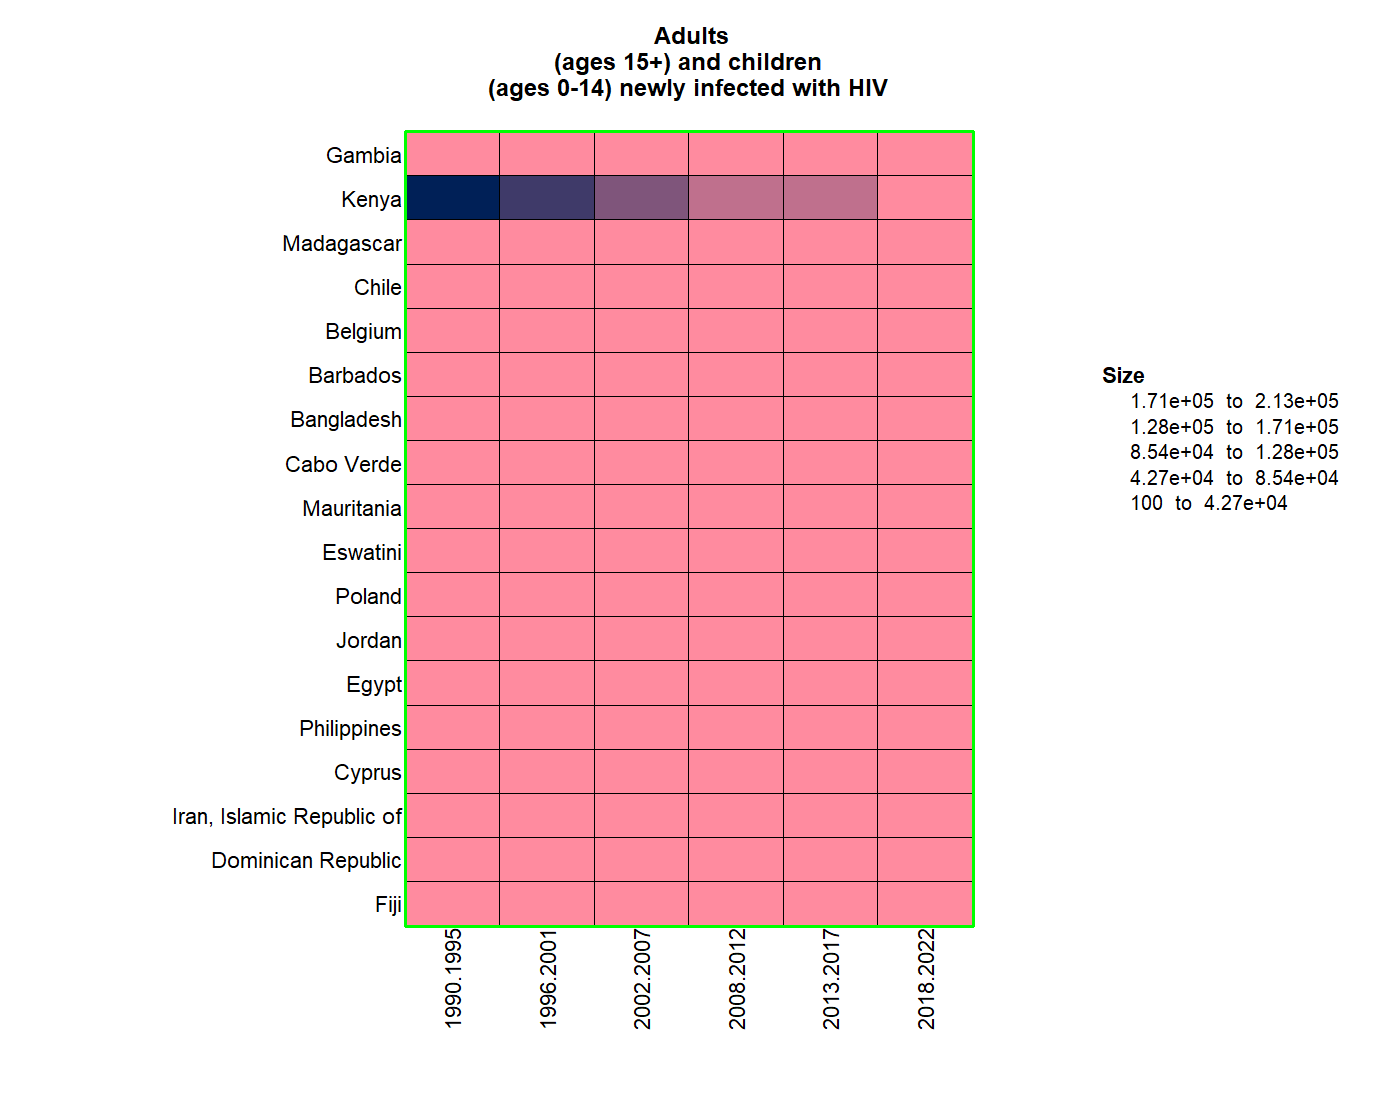 Adults
(ages 15+) and children
(ages 0-14) newly infected with HIV
Gambia
Kenya
Madagascar
Chile
Belgium
Barbados
Bangladesh
Cabo Verde
Mauritania
Eswatini
Poland
Jordan
Egypt
Philippines
Cyprus
Iran, Islamic Republic of
Dominican Republic
Fiji
1990.1995
1996.2001
2002.2007
2008.2012
2013.2017
2018.2022
Size
1.71e+05 to 2.13e+05
1.28e+05 to 1.71e+05
8.54e+04 to 1.28e+05
4.27e+04 to 8.54e+04
100 to 4.27e+04